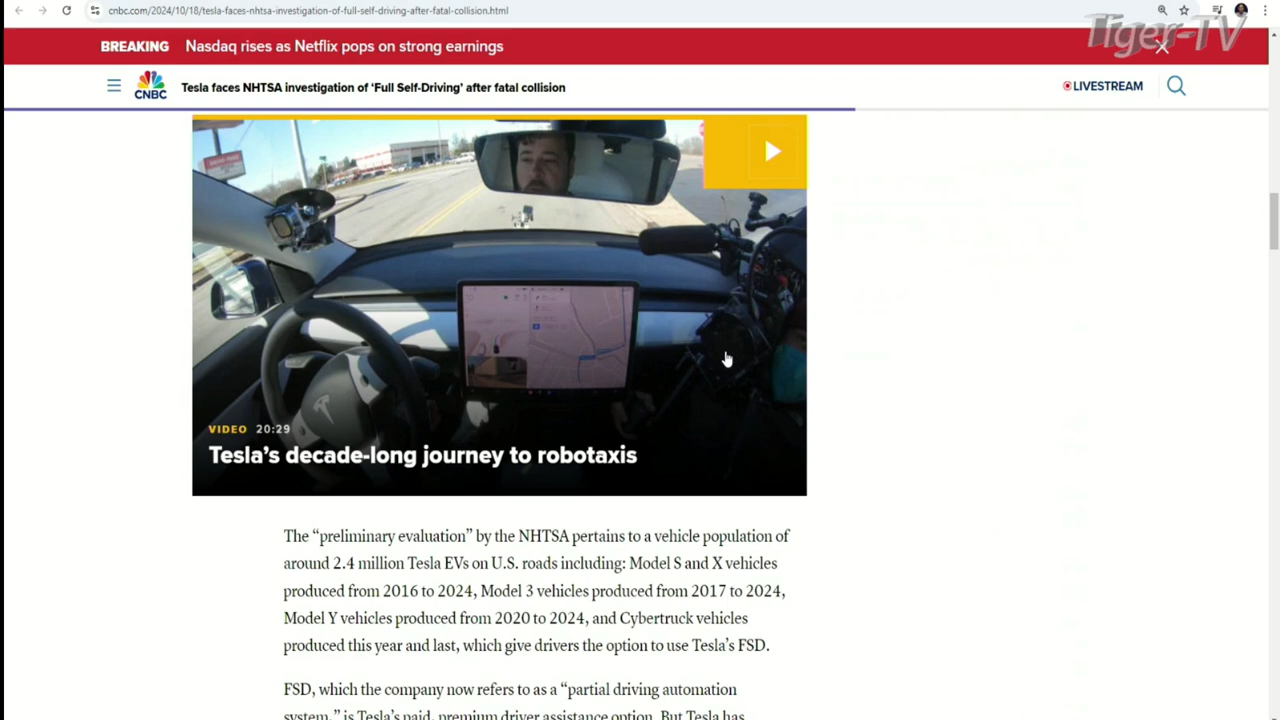 cnbc.com/2024/10/18/tesla-faces-nhtsa-investigation-of-full-self-driving-after-fatal-collision.html
Tiger-TV
BREAKING Nasdaq rises as Netflix pops on strong earnings
CNBC
Tesla faces NHTSA investigation of ‘Full Self-Driving’ after fatal collision
LIVESTREAM
VIDEO 20:29
Tesla’s decade-long journey to robotaxis
The “preliminary evaluation” by the NHTSA pertains to a vehicle population of
around 2.4 million Tesla EVs on U.S. roads including: Model S and X vehicles
produced from 2016 to 2024, Model 3 vehicles produced from 2017 to 2024,
Model Y vehicles produced from 2020 to 2024, and Cybertruck vehicles
produced this year and last, which give drivers the option to use Tesla’s FSD.
FSD, which the company now refers to as a “partial driving automation
system,” is Tesla’s paid, premium driver assistance option. But Tesla has